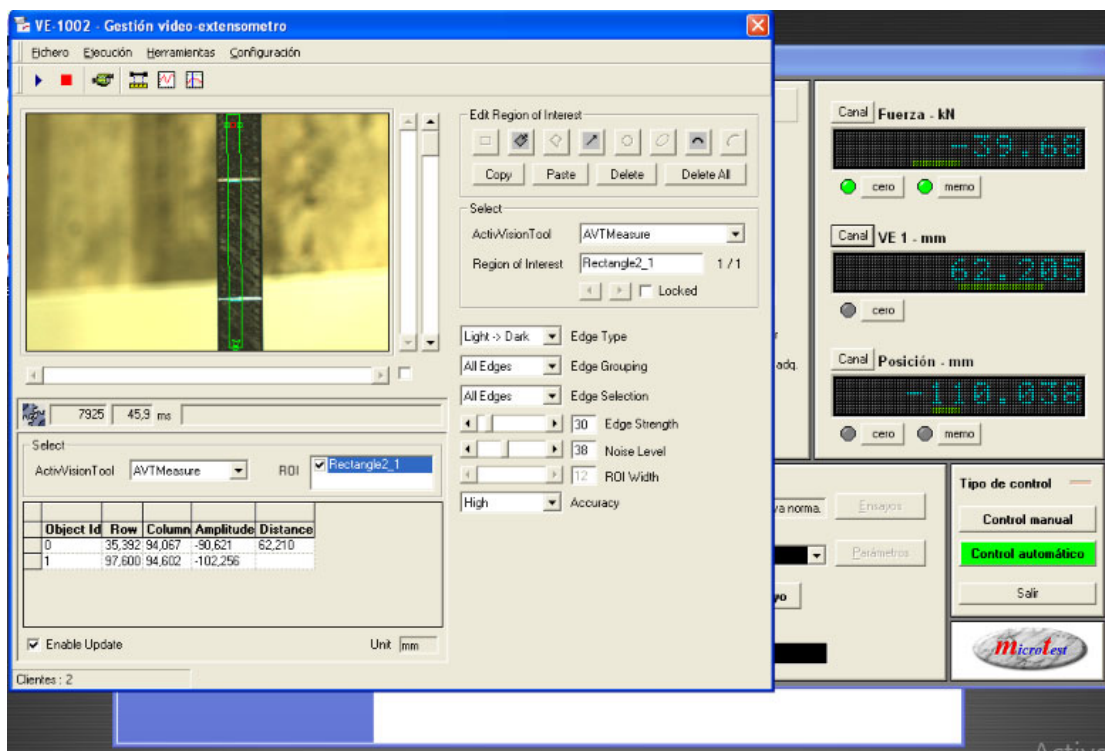 VE-1002 - Gestión video-extensometro
Fichero Ejecución Herramientas Configuración
Edit Region of Interest
Copy Paste Delete Delete All
Select
ActivVisionTool AVTMeasure
Region of Interest Rectangle2_1 1 / 1
Locked
Light -> Dark Edge Type
All Edges Edge Grouping
All Edges Edge Selection
30 Edge Strength
38 Noise Level
12 ROI Width
High Accuracy
7925 45,9 ms
Select
ActivVisionTool AVTMeasure ROI Rectangle2_1
Object Id Row Column Amplitude Distance
0 35,392 94,067 -90,621 62,210
1 97,600 94,602 -102,256
Enable Update Unit mm
Clientes : 2
Canal Fuerza - kN
-39.68
cero memo
Canal VE 1 - mm
62.205
cero
adq.
Canal Posición - mm
-110.038
cero memo
va norma. Ensayos
Parámetros
yo
Tipo de control
Control manual
Control automático
Salir
microtest